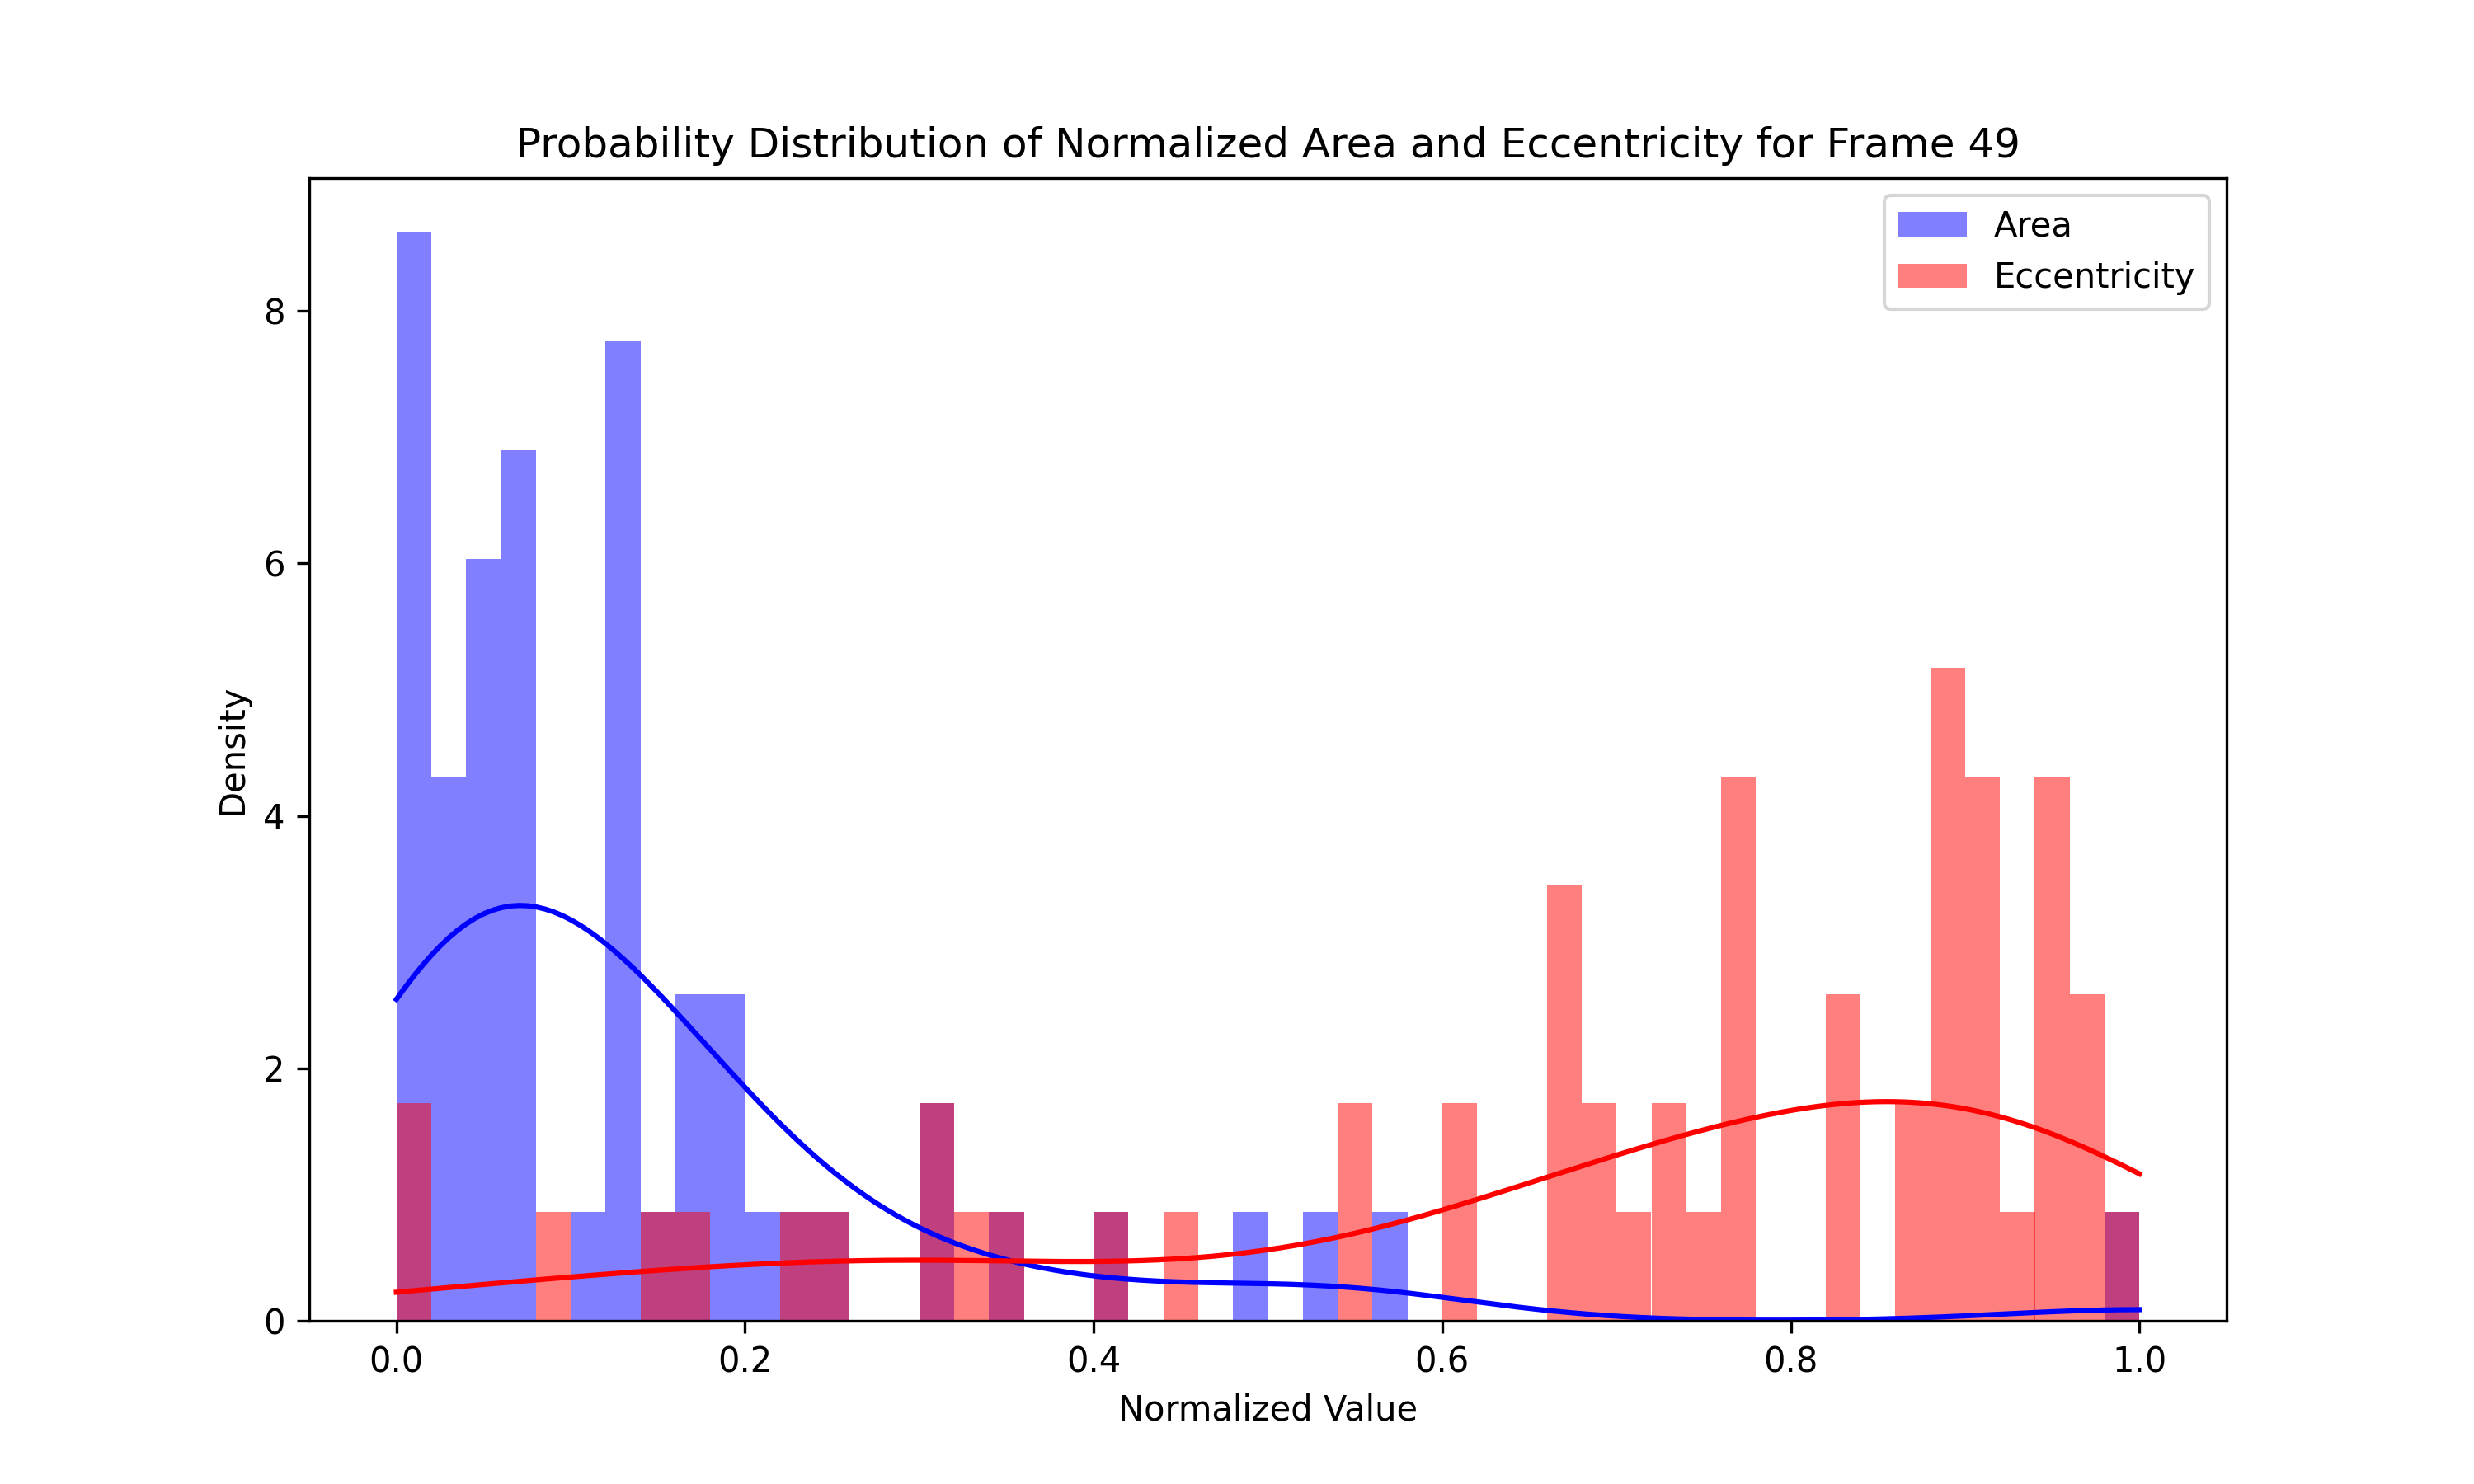 Probability Distribution of Normalized Area and Eccentricity for Frame 49
Area
Eccentricity
8
6
4
2
0
Density
0.0 0.2 0.4 0.6 0.8 1.0
Normalized Value